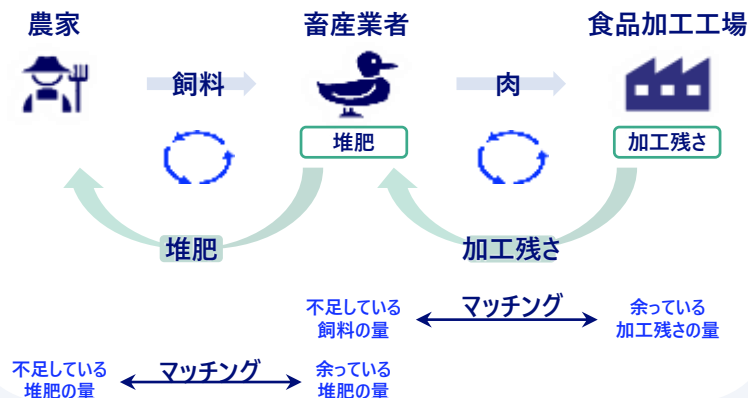 農家
畜産業者
食品加工工場
飼料
肉
堆肥
加工残さ
堆肥
加工残さ
不足している
飼料の量
マッチング
余っている
加工残さの量
不足している
堆肥の量
マッチング
余っている
堆肥の量